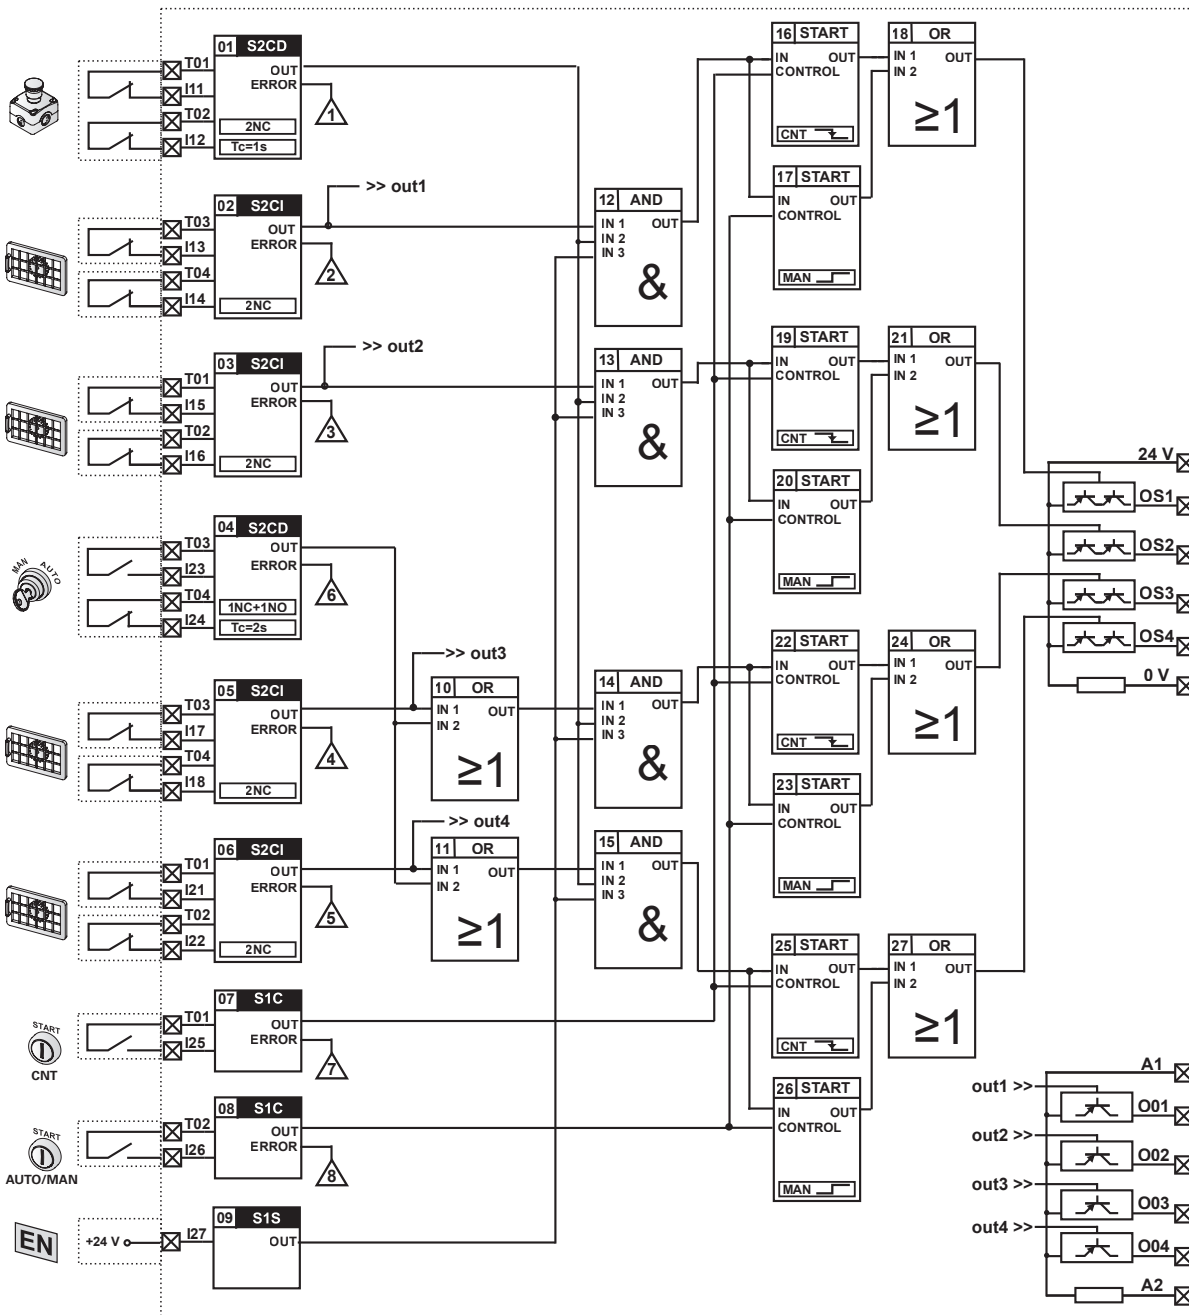 01 S2CD
T01
OUT
I11
ERROR
1
T02
2NC
I12
Tc=1s
>> out1
02 S2CI
T03
OUT
I13
ERROR
2
T04
I14
2NC
>> out2
03 S2CI
T01
OUT
I15
ERROR
3
T02
I16
2NC
MAN AUTO
04 S2CD
T03
OUT
I23
ERROR
6
T04
1NC+1NO
I24
Tc=2s
>> out3
05 S2CI
T03
OUT
I17
ERROR
4
T04
I18
2NC
>> out4
06 S2CI
T01
OUT
I21
ERROR
5
T02
I22
2NC
START
CNT
07 S1C
T01
OUT
I25
ERROR
7
START
AUTO/MAN
08 S1C
T02
OUT
I26
ERROR
8
EN
+24 V
I27
09 S1S
OUT
10 OR
IN 1 OUT
IN 2
≥1
11 OR
IN 1 OUT
IN 2
≥1
12 AND
IN 1 OUT
IN 2
IN 3
&
13 AND
IN 1 OUT
IN 2
IN 3
&
14 AND
IN 1 OUT
IN 2
IN 3
&
15 AND
IN 1 OUT
IN 2
IN 3
&
16 START
IN OUT
CONTROL
CNT
17 START
IN OUT
CONTROL
MAN
18 OR
IN 1 OUT
IN 2
≥1
19 START
IN OUT
CONTROL
CNT
20 START
IN OUT
CONTROL
MAN
21 OR
IN 1 OUT
IN 2
≥1
22 START
IN OUT
CONTROL
CNT
23 START
IN OUT
CONTROL
MAN
24 OR
IN 1 OUT
IN 2
≥1
25 START
IN OUT
CONTROL
CNT
26 START
IN OUT
CONTROL
MAN
27 OR
IN 1 OUT
IN 2
≥1
24 V
OS1
OS2
OS3
OS4
0 V
A1
out1 >>
O01
out2 >>
O02
out3 >>
O03
out4 >>
O04
A2